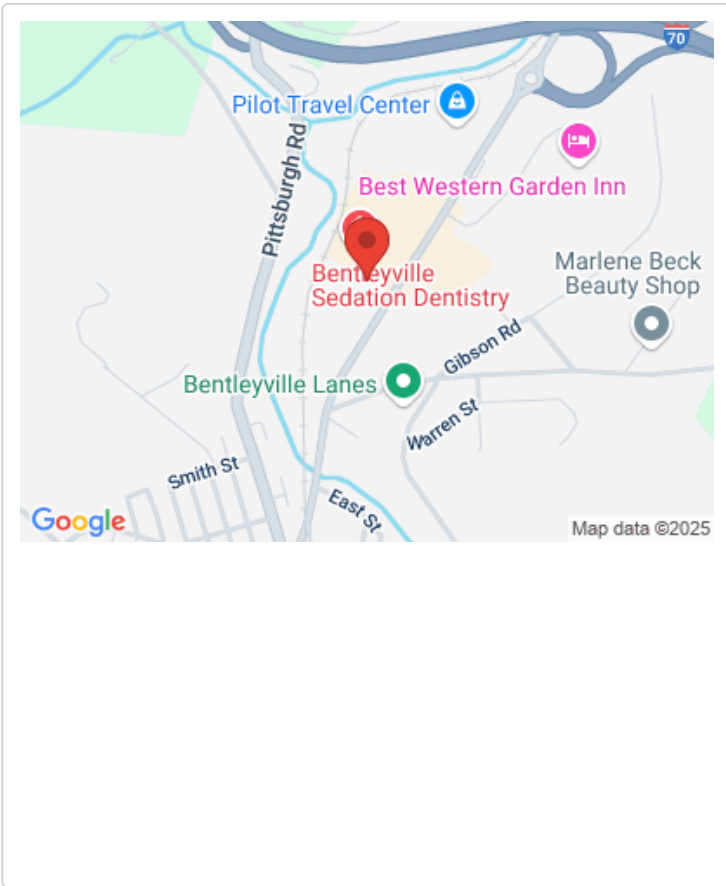 70
Pilot Travel Center
Pittsburgh Rd
Best Western Garden Inn
Bentleyville
Sedation Dentistry
Marlene Beck
Beauty Shop
Gibson Rd
Bentleyville Lanes
Warren St
Smith St
East St
Google
Map data ©2025